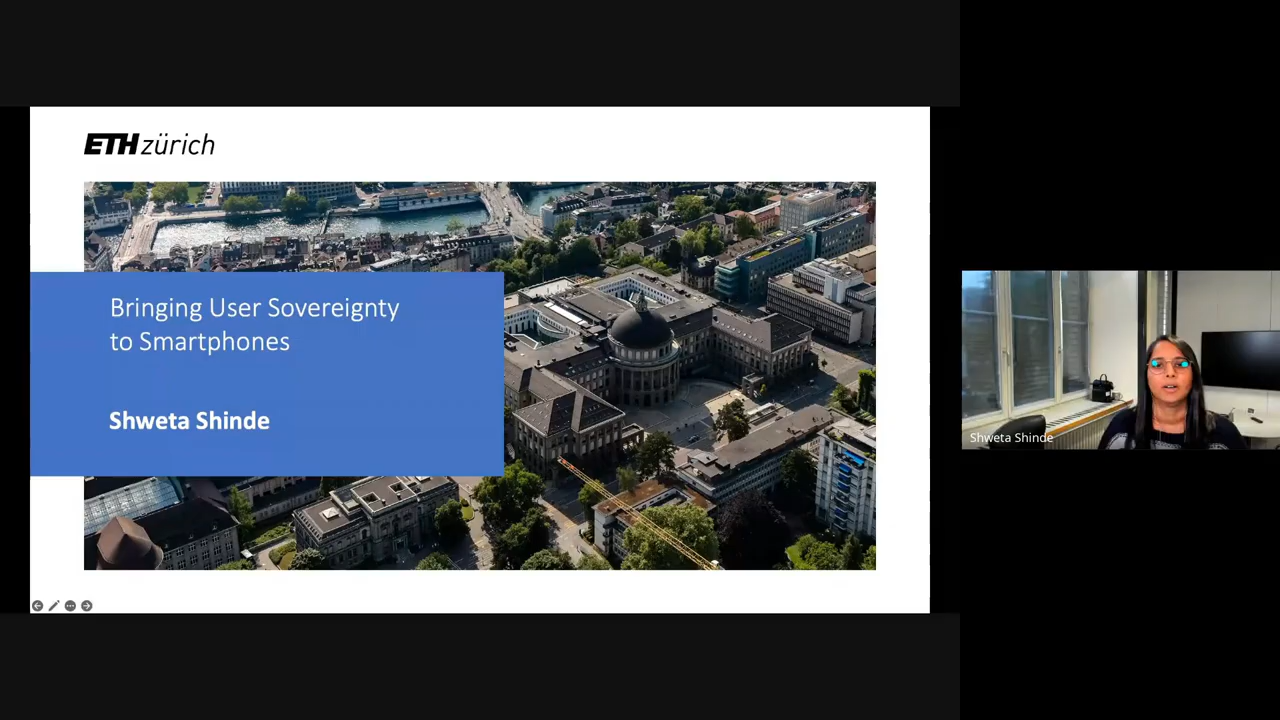 ETH zürich
Bringing User Sovereignty
to Smartphones
Shweta Shinde
Shweta Shinde